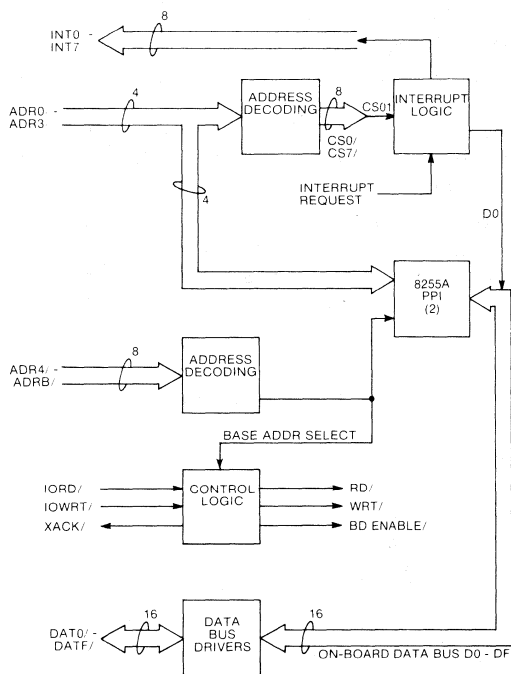 8
INT0 -
INT7
4
ADR0 -
ADR3
ADDRESS
DECODING
8
CS0/
CS7/
CS01
INTERRUPT
LOGIC
INTERRUPT
REQUEST
D0
4
8255A
PPI
(2)
8
ADR4/ -
ADRB/
ADDRESS
DECODING
BASE ADDR SELECT
IORD/
IOWRT/
XACK/
CONTROL
LOGIC
RD/
WRT/
BD ENABLE/
16
DAT0/ -
DATF/
DATA
BUS
DRIVERS
16
ON-BOARD DATA BUS D0 - DF